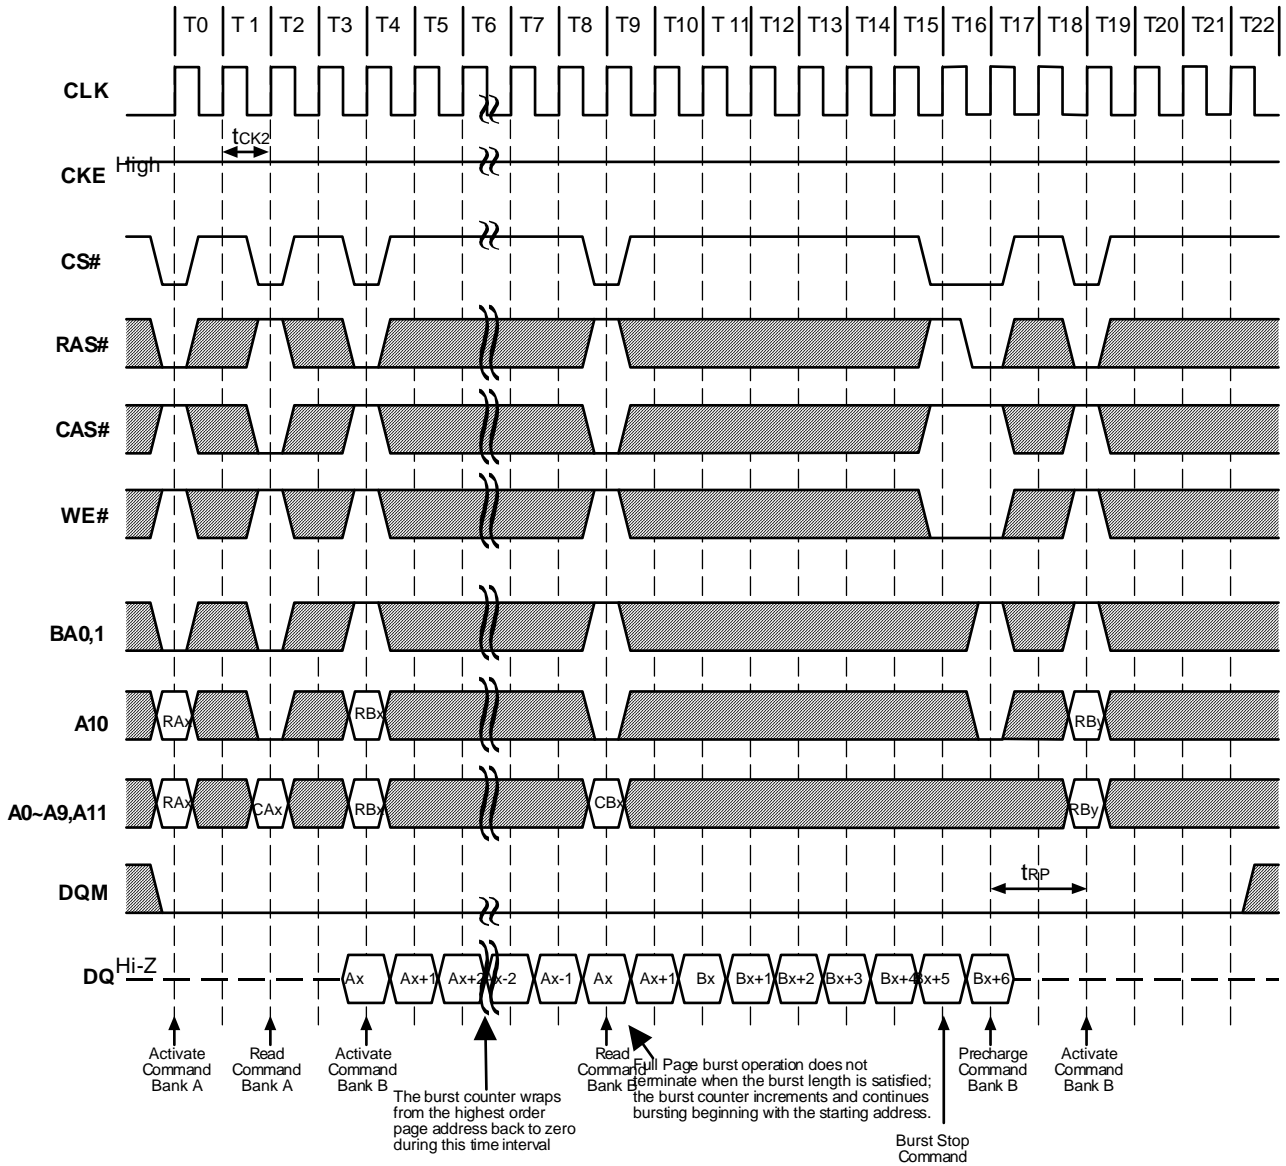 T0 T 1 T2 T3 T4 T5 T6 T7 T8 T9 T10 T 11 T12 T13 T14 T15 T16 T17 T18 T19 T20 T21 T22
CLK
tCK2
High
CKE
CS#
RAS#
CAS#
WE#
BA0,1
A10 RAx RBx RBy
A0~A9,A11 RAx CAx RBx CBx RBy
DQM
tRP
Hi-Z
DQ Ax Ax+1 Ax+2 Ax-2 Ax-1 Ax Ax+1 Bx Bx+1 Bx+2 Bx+3 Bx+4 Bx+5 Bx+6
Activate
Command
Bank A
Read
Command
Bank A
Activate
Command
Bank B
The burst counter wraps
from the highest order
page address back to zero
during this time interval
Read
Command
Bank B
Full Page burst operation does not
terminate when the burst length is satisfied;
the burst counter increments and continues
bursting beginning with the starting address.
Burst Stop
Command
Precharge
Command
Bank B
Activate
Command
Bank B